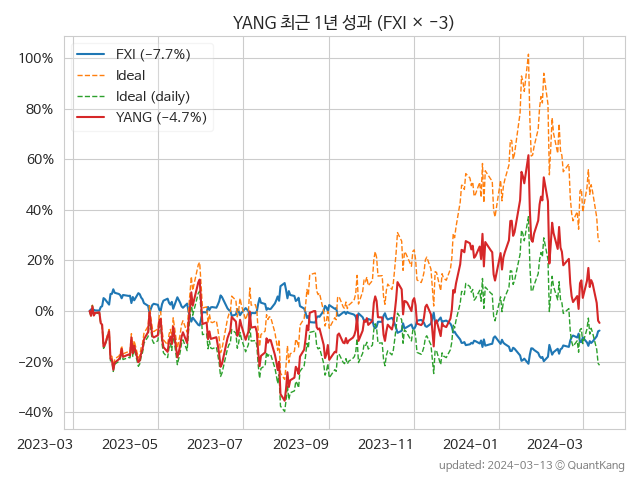 YANG 최근 1년 성과 (FXI × −3)
FXI (−7.7%)
Ideal
Ideal (daily)
YANG (−4.7%)
100%
80%
60%
40%
20%
0%
−20%
−40%
2023-03 2023-05 2023-07 2023-09 2023-11 2024-01 2024-03
updated: 2024-03-13 ⓒ QuantKang